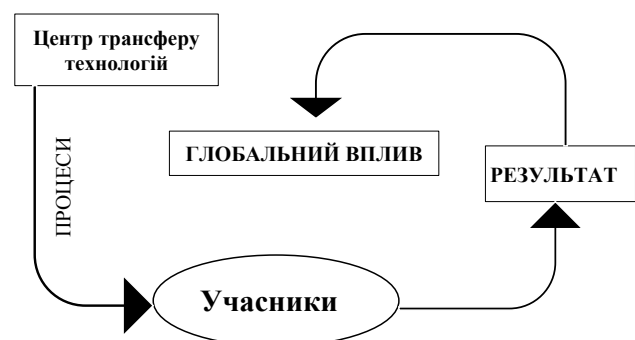 Центр трансферу
технологій
ГЛОБАЛЬНИЙ ВПЛИВ
РЕЗУЛЬТАТ
ПРОЦЕСИ
Учасники